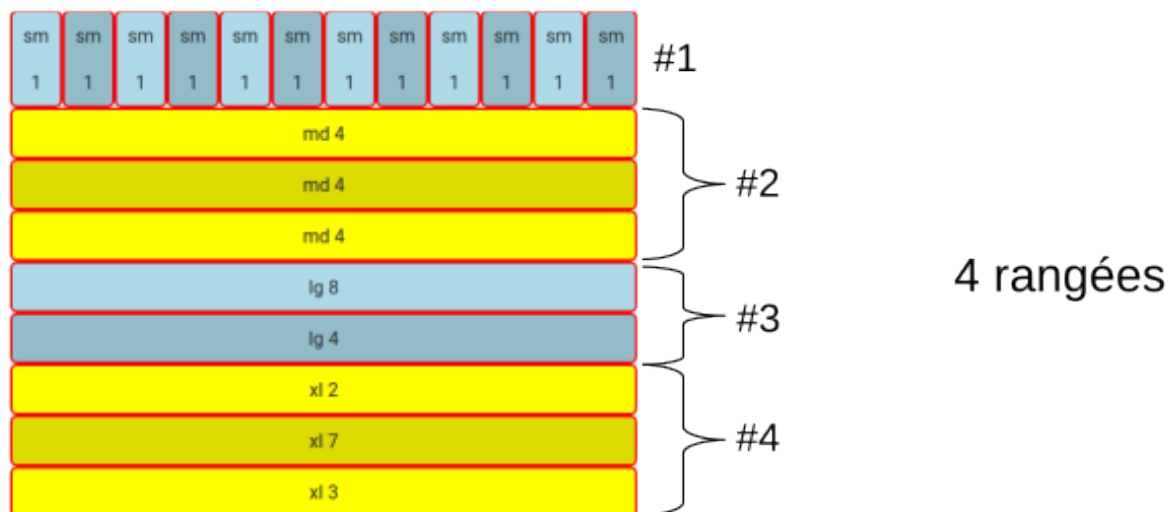 sm sm sm sm sm sm sm sm sm sm sm sm
1 1 1 1 1 1 1 1 1 1 1 1
#1
md 4
md 4
#2
md 4
4 rangées
lg 8
#3
lg 4
xl 2
xl 7
#4
xl 3